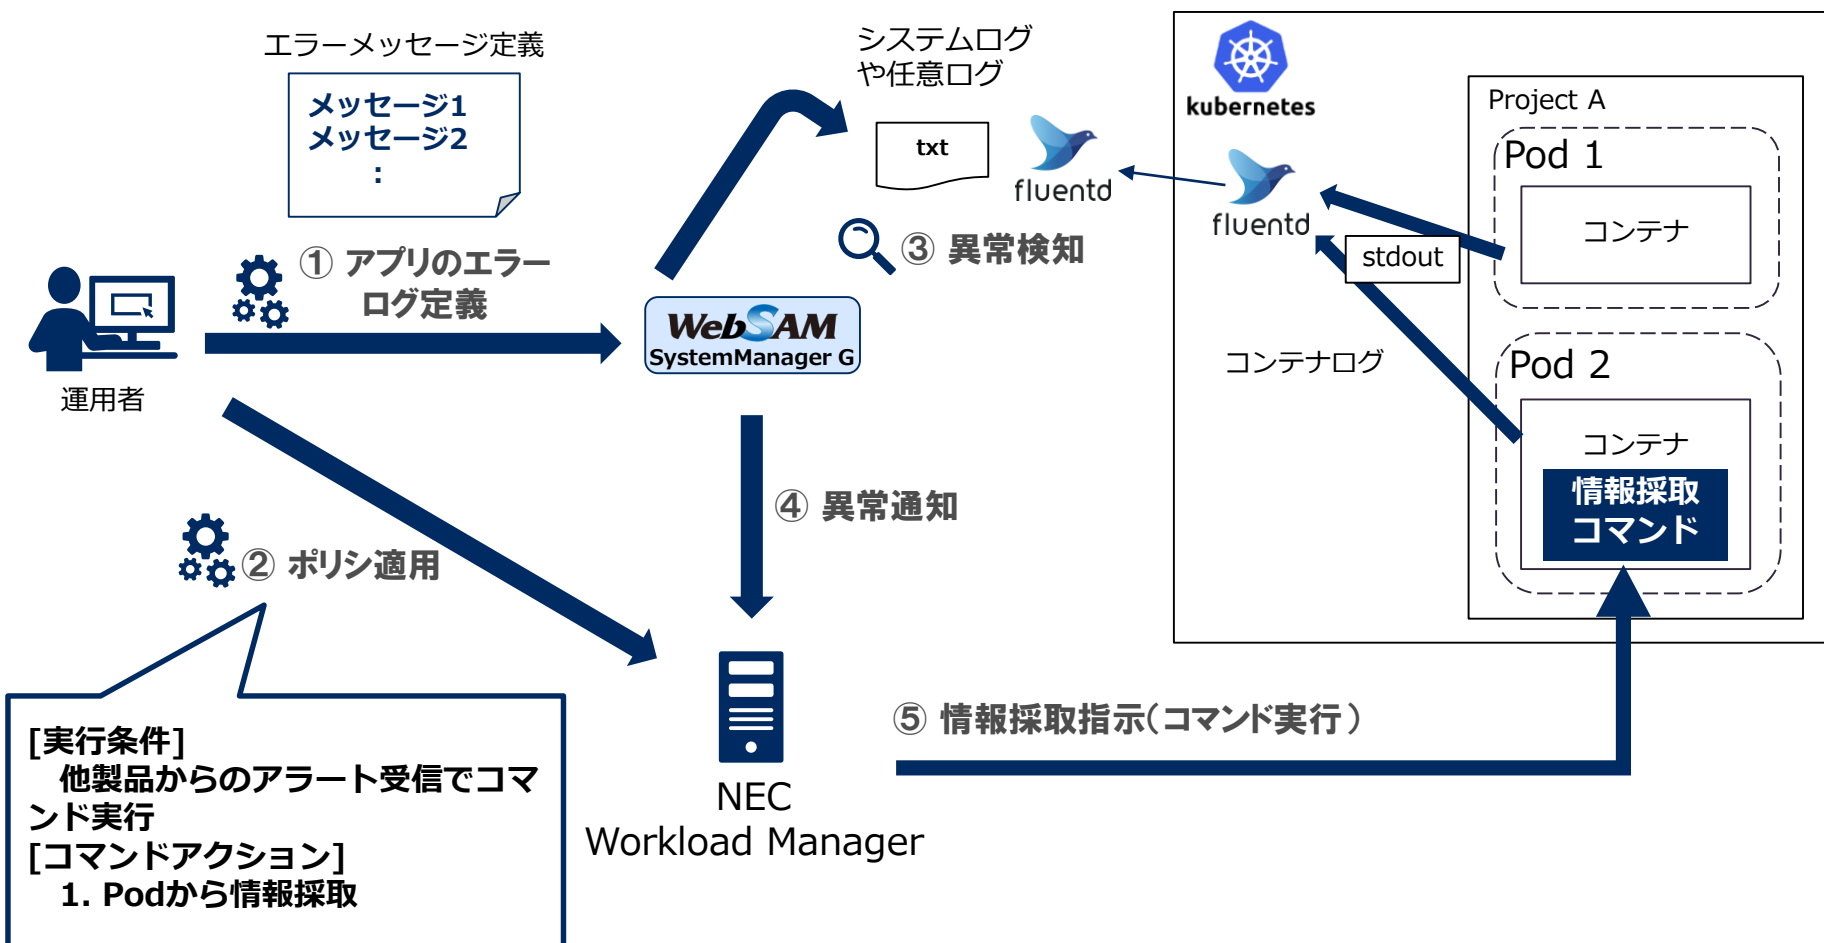 エラーメッセージ定義
メッセージ1
メッセージ2
:
システムログ
や任意ログ
txt
fluentd
kubernetes
fluentd
Project A
Pod 1
コンテナ
stdout
コンテナログ
Pod 2
コンテナ
情報採取
コマンド
① アプリのエラー
ログ定義
③ 異常検知
WebSAM
SystemManager G
運用者
④ 異常通知
② ポリシ適用
[実行条件]
他製品からのアラート受信でコマ
ンド実行
[コマンドアクション]
1. Podから情報採取
NEC
Workload Manager
⑤ 情報採取指示(コマンド実行)